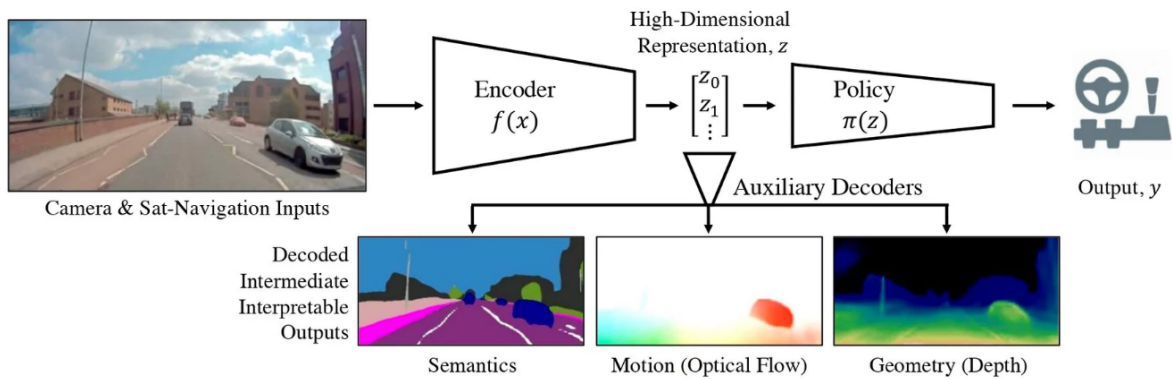 High-Dimensional
Representation, z
Encoder
f(x)
z₀
z₁
⋮
Policy
π(z)
Auxiliary Decoders
Camera & Sat-Navigation Inputs
Output, y
Decoded
Intermediate
Interpretable
Outputs
Semantics
Motion (Optical Flow)
Geometry (Depth)